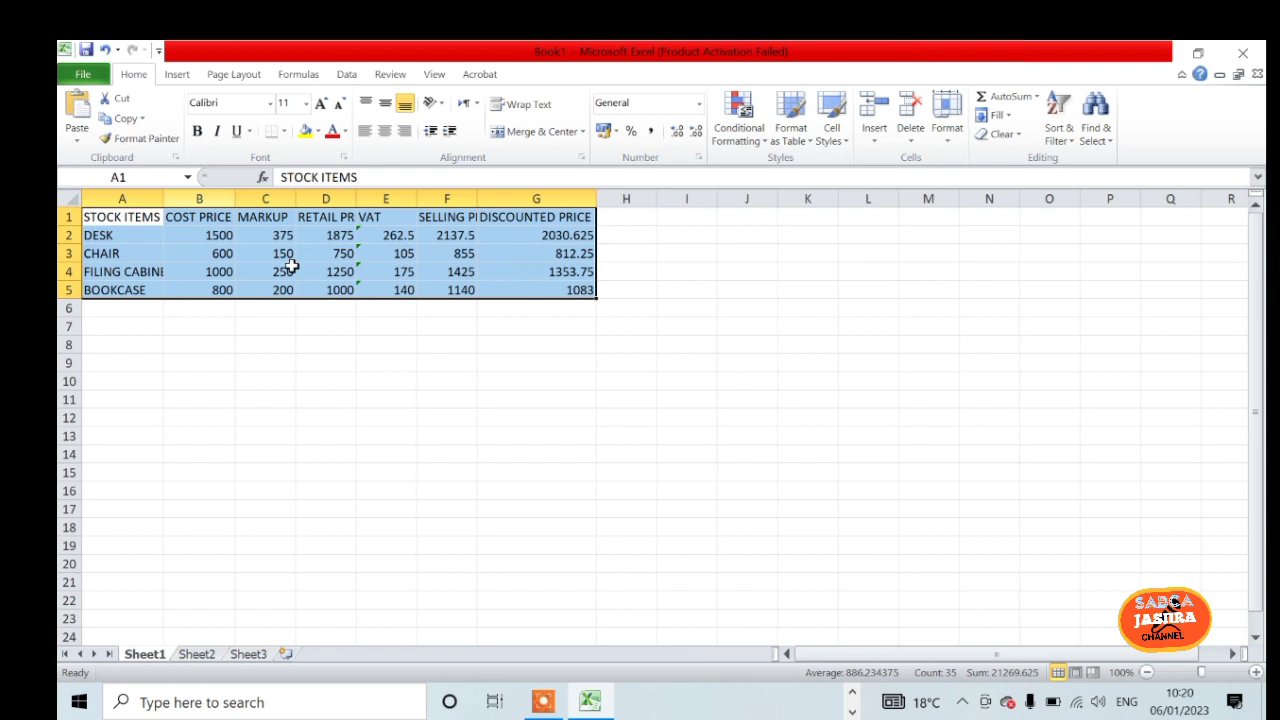 Book1 - Microsoft Excel (Product Activation Failed)
File Home Insert Page Layout Formulas Data Review View Acrobat
Cut
Copy
Format Painter
Paste
Clipboard
Calibri 11
B I U
Font
Wrap Text
Merge & Center
Alignment
General
%
Number
Conditional Formatting
Format as Table
Cell Styles
Styles
Insert Delete Format
Cells
AutoSum
Fill
Clear
Sort & Filter
Find & Select
Editing
A1 fx STOCK ITEMS
A B C D E F G H I J K L M N O P Q R
1 STOCK ITEMS COST PRICE MARKUP RETAIL PR VAT SELLING PI DISCOUNTED PRICE
2 DESK 1500 375 1875 262.5 2137.5 2030.625
3 CHAIR 600 150 750 105 855 812.25
4 FILING CABINE 1000 250 1250 175 1425 1353.75
5 BOOKCASE 800 200 1000 140 1140 1083
6
7
8
9
10
11
12
13
14
15
16
17
18
19
20
21
22
23
24
SABCA
JASURA
CHANNEL
Sheet1 Sheet2 Sheet3
Ready Average: 886.234375 Count: 35 Sum: 21269.625 100%
Type here to search
18°C ENG
10:20
06/01/2023